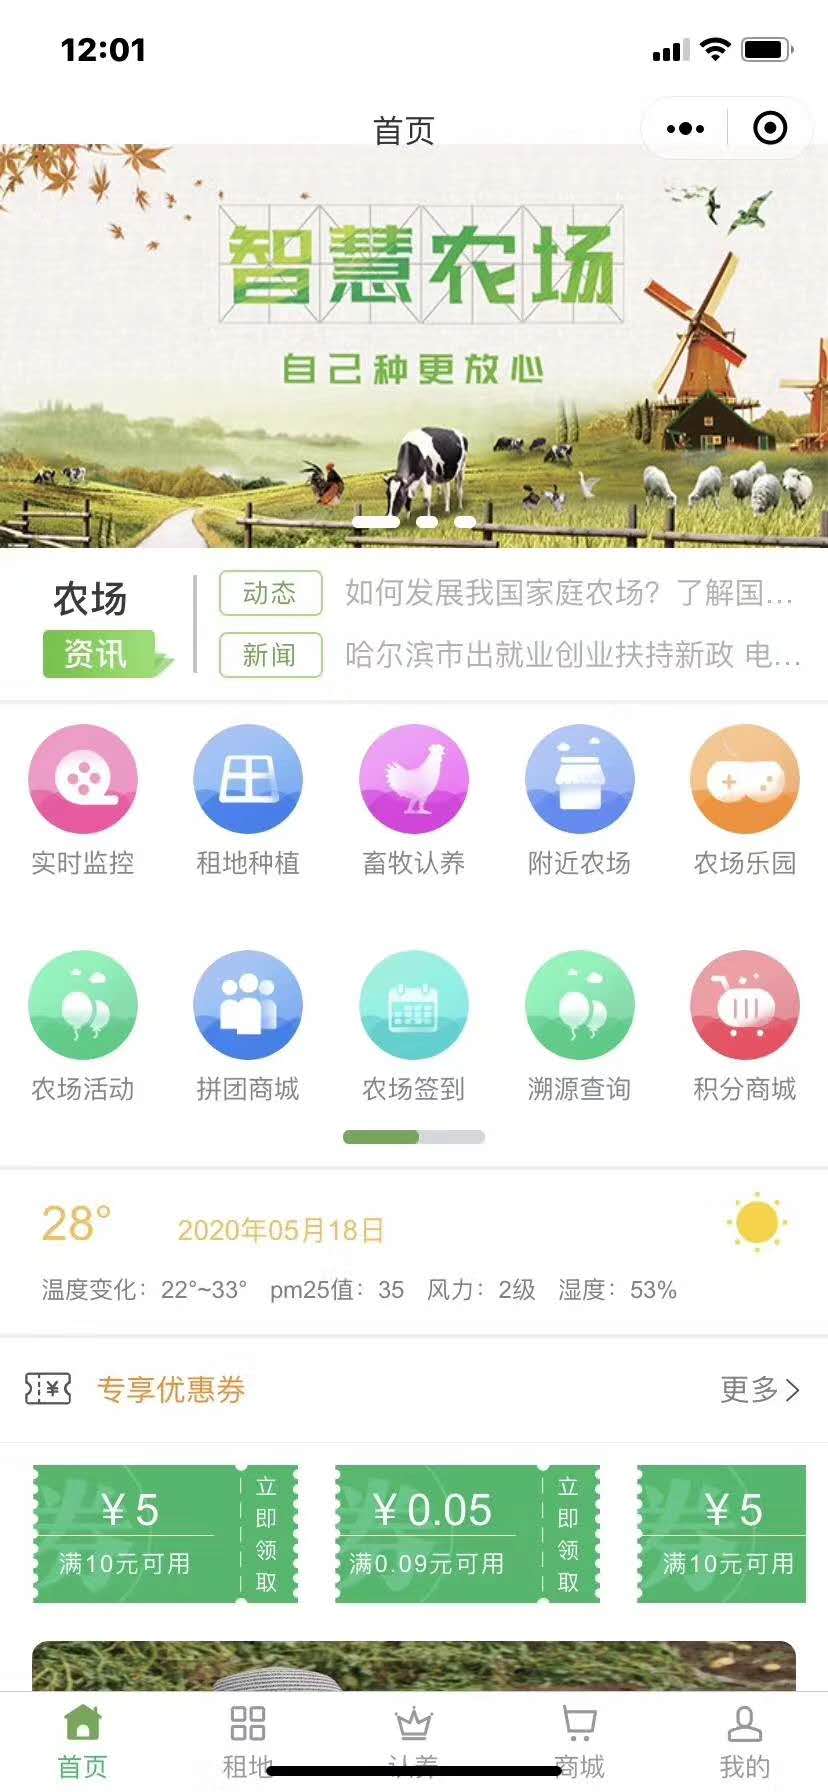 12:01
首页
智慧农场
自己种更放心
农场
资讯
动态
如何发展我国家庭农场？了解国...
新闻
哈尔滨市出就业创业扶持新政 电...
实时监控
租地种植
畜牧认养
附近农场
农场乐园
农场活动
拼团商城
农场签到
溯源查询
积分商城
28°
2020年05月18日
温度变化：22°~33° pm25值：35 风力：2级 湿度：53%
专享优惠券
更多
券
¥5
满10元可用
立即领取
券
¥0.05
满0.09元可用
立即领取
券
¥5
满10元可用
首页
租地
认养
商城
我的